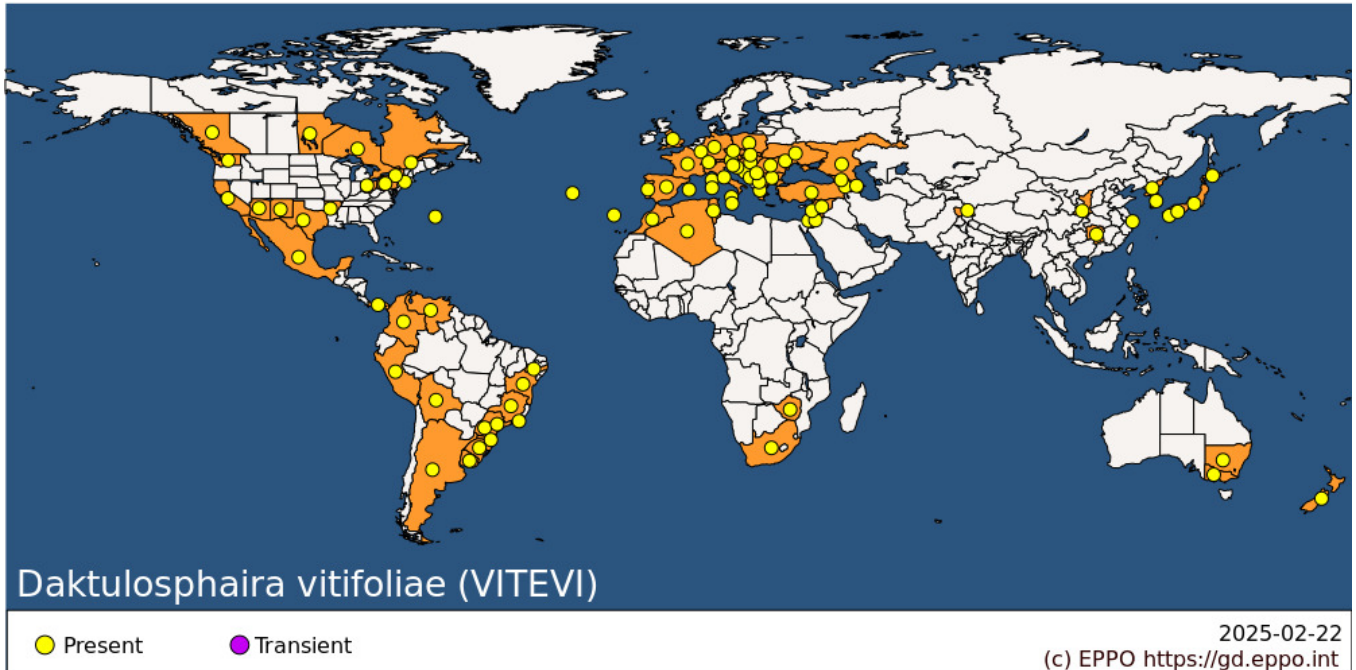 Daktulosphaira vitifoliae (VITEVI)
Present
Transient
2025-02-22
(c) EPPO https://gd.eppo.int